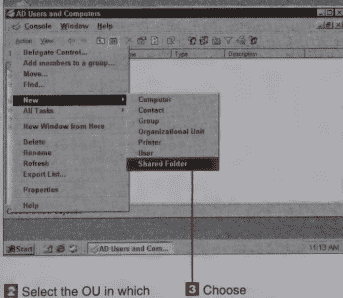 AD Users and Computers
Console Window Help
Action View
Type Description
Delegate Control...
Add members to a group...
Move...
Find...
New
All Tasks
New Window from Here
Delete
Rename
Refresh
Export List...
Properties
Help
Computer
Contact
Group
Organizational Unit
Printer
User
Shared Folder
Start AD Users and Com... 11:13 AM
2 Select the OU in which
3 Choose